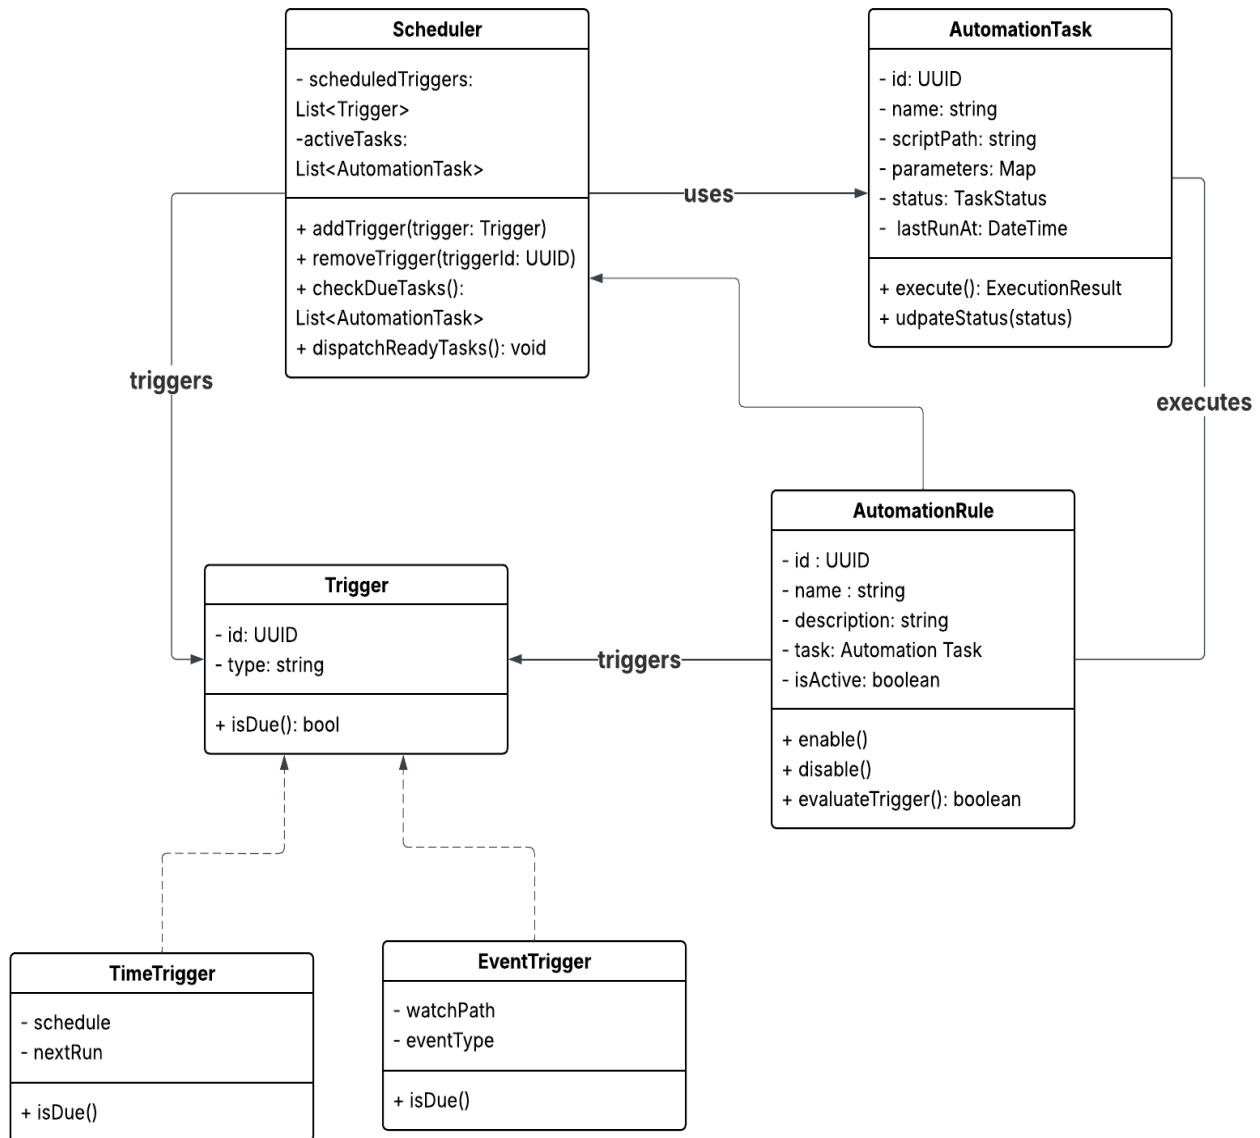 Scheduler
- scheduledTriggers:
List<Trigger>
-activeTasks:
List<AutomationTask>
+ addTrigger(trigger: Trigger)
+ removeTrigger(triggerId: UUID)
+ checkDueTasks():
List<AutomationTask>
+ dispatchReadyTasks(): void
uses
AutomationTask
- id: UUID
- name: string
- scriptPath: string
- parameters: Map
- status: TaskStatus
- lastRunAt: DateTime
+ execute(): ExecutionResult
+ udpateStatus(status)
triggers
executes
AutomationRule
- id : UUID
- name : string
- description: string
- task: Automation Task
- isActive: boolean
+ enable()
+ disable()
+ evaluateTrigger(): boolean
Trigger
- id: UUID
- type: string
+ isDue(): bool
triggers
TimeTrigger
- schedule
- nextRun
+ isDue()
EventTrigger
- watchPath
- eventType
+ isDue()